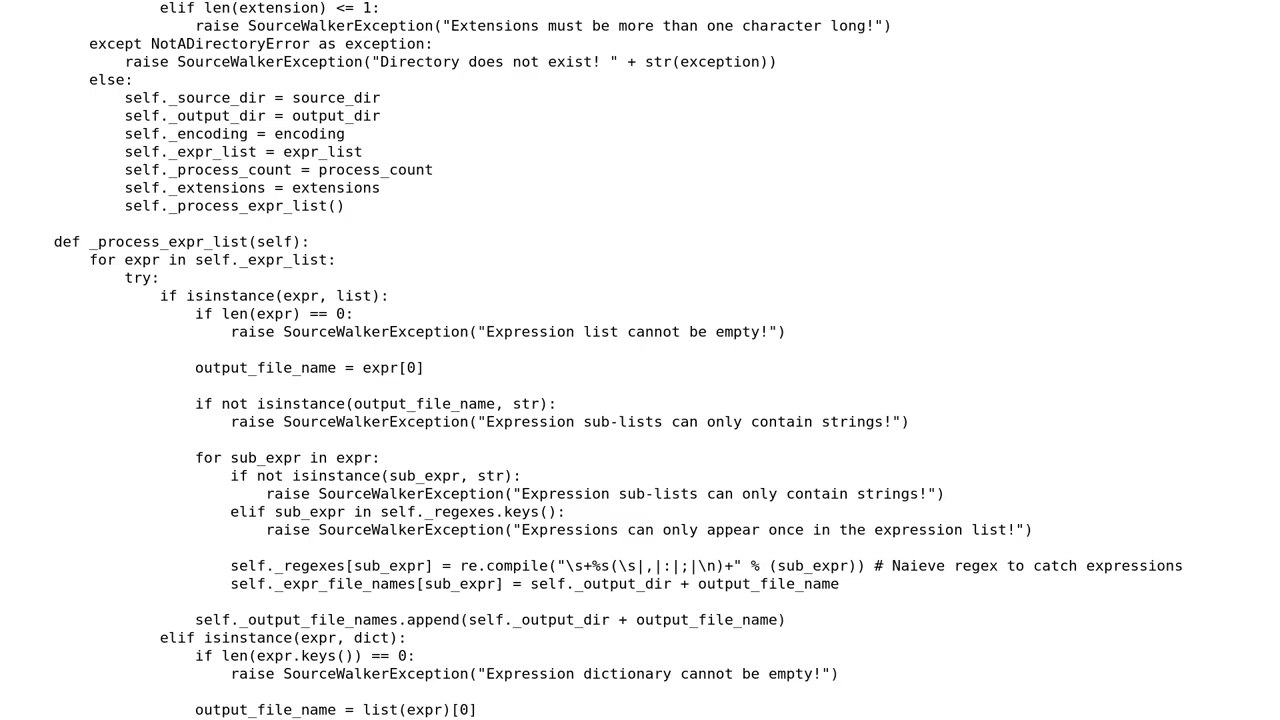 elif len(extension) <= 1:
                raise SourceWalkerException("Extensions must be more than one character long!")
    except NotADirectoryError as exception:
        raise SourceWalkerException("Directory does not exist! " + str(exception))
    else:
        self._source_dir = source_dir
        self._output_dir = output_dir
        self._encoding = encoding
        self._expr_list = expr_list
        self._process_count = process_count
        self._extensions = extensions
        self._process_expr_list()

def _process_expr_list(self):
    for expr in self._expr_list:
        try:
            if isinstance(expr, list):
                if len(expr) == 0:
                    raise SourceWalkerException("Expression list cannot be empty!")

                output_file_name = expr[0]

                if not isinstance(output_file_name, str):
                    raise SourceWalkerException("Expression sub-lists can only contain strings!")

                for sub_expr in expr:
                    if not isinstance(sub_expr, str):
                        raise SourceWalkerException("Expression sub-lists can only contain strings!")
                    elif sub_expr in self._regexes.keys():
                        raise SourceWalkerException("Expressions can only appear once in the expression list!")

                    self._regexes[sub_expr] = re.compile("\s+%s(\s|,|:|;|\n)+" % (sub_expr)) # Naieve regex to catch expressions
                    self._expr_file_names[sub_expr] = self._output_dir + output_file_name

                self._output_file_names.append(self._output_dir + output_file_name)
            elif isinstance(expr, dict):
                if len(expr.keys()) == 0:
                    raise SourceWalkerException("Expression dictionary cannot be empty!")

                output_file_name = list(expr)[0]